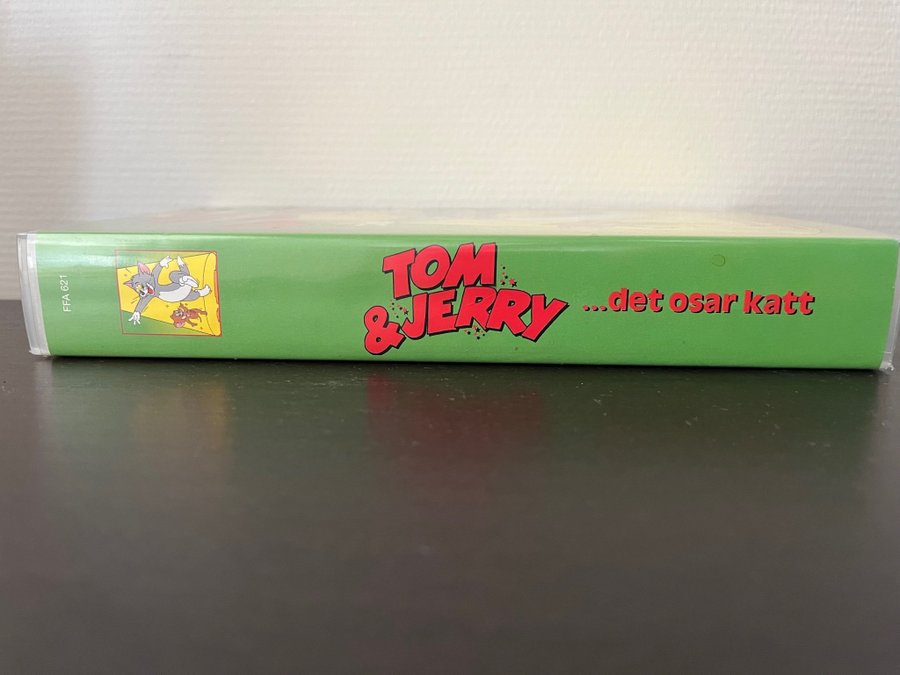 FFA 621
TOM
& JERRY
...det osar katt